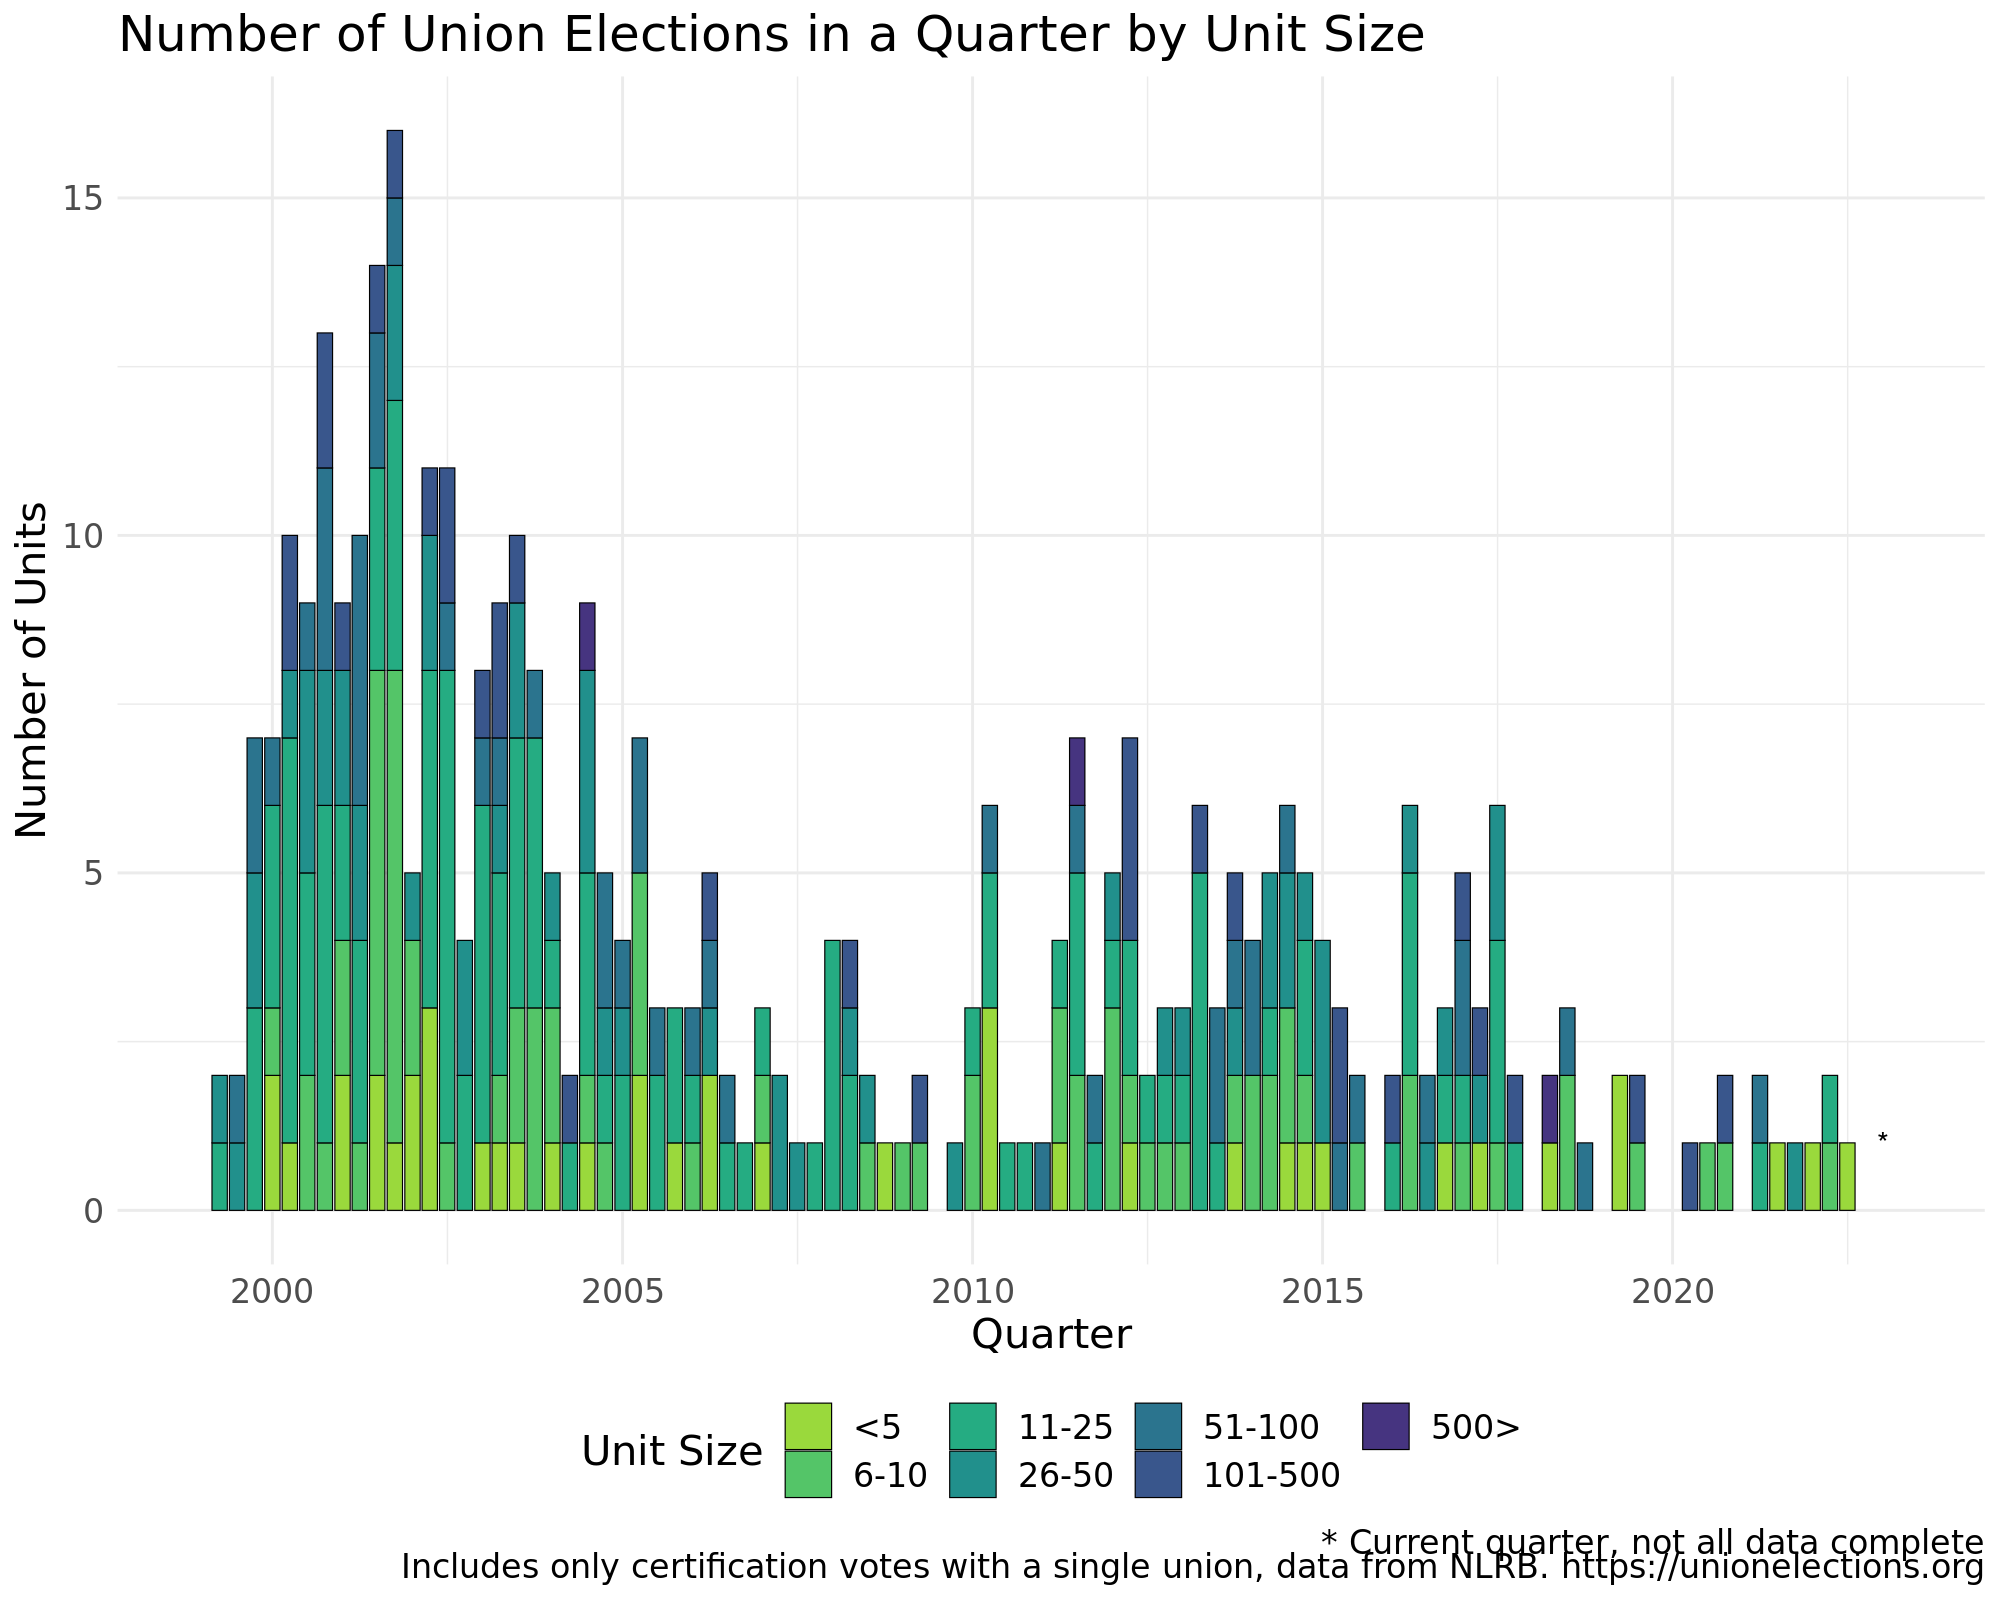 Number of Union Elections in a Quarter by Unit Size
Number of Units
15
10
5
0
*
2000 2005 2010 2015 2020
Quarter
Unit Size
<5 11-25 51-100 500>
6-10 26-50 101-500
* Current quarter, not all data complete
Includes only certification votes with a single union, data from NLRB. https://unionelections.org